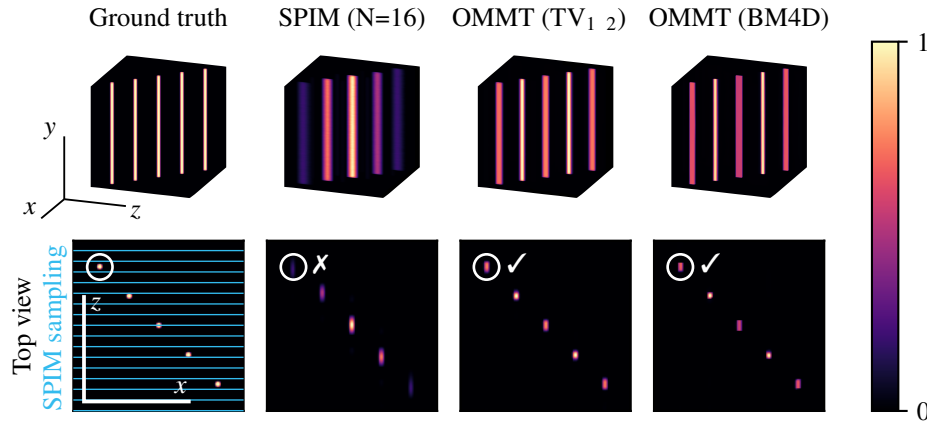 Ground truth
SPIM (N=16)
OMMT (TV₁ ₂)
OMMT (BM4D)
1
y
x
z
Top view
SPIM sampling
z
x
✗
✓
✓
0